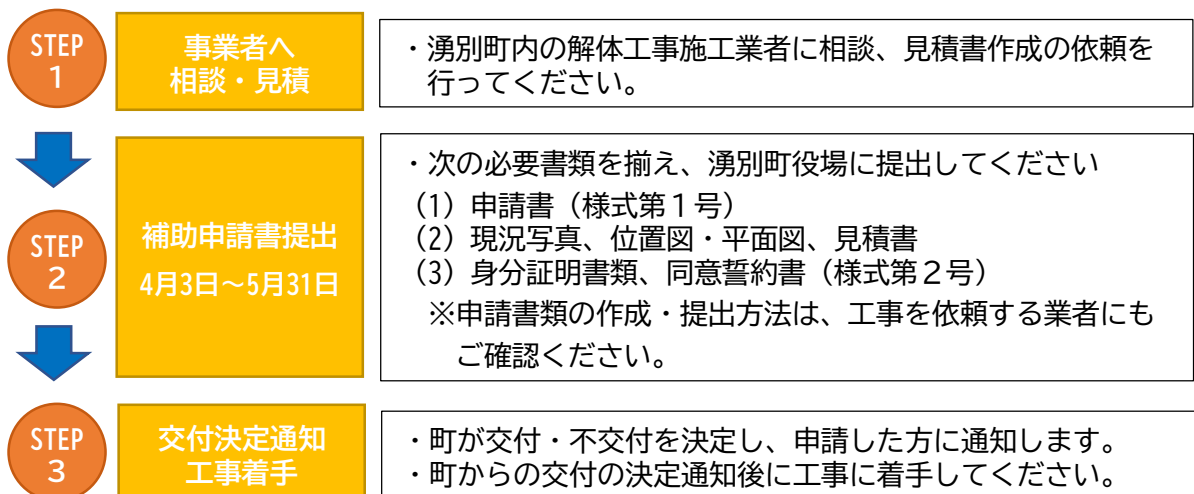 STEP
1
事業者へ
相談・見積
・湧別町内の解体工事施工業者に相談、見積書作成の依頼を
行ってください。
STEP
2
補助申請書提出
4月3日～5月31日
・次の必要書類を揃え、湧別町役場に提出してください
(1) 申請書（様式第１号）
(2) 現況写真、位置図・平面図、見積書
(3) 身分証明書類、同意誓約書（様式第２号）
※申請書類の作成・提出方法は、工事を依頼する業者にも
ご確認ください。
STEP
3
交付決定通知
工事着手
・町が交付・不交付を決定し、申請した方に通知します。
・町からの交付の決定通知後に工事に着手してください。